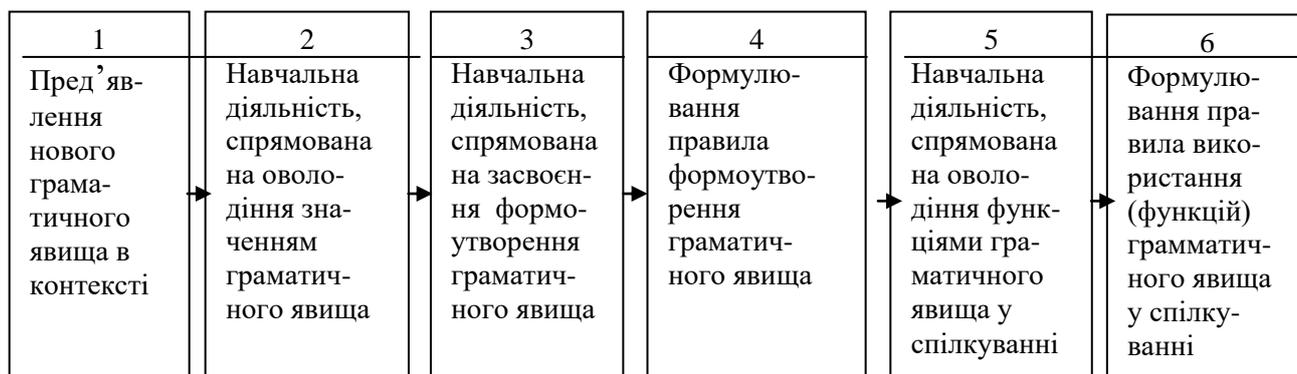 1
Пред’яв-
лення
нового
грама-
тичного
явища в
контексті
2
Навчальна
діяльність,
спрямована
на оволо-
діння зна-
ченням
граматич-
ного явища
3
Навчальна
діяльність,
спрямована
на засвоєн-
ня формо-
утворення
граматич-
ного явища
4
Формулю-
вання
правила
формоутво-
рення
граматич-
ного явища
5
Навчальна
діяльність,
спрямована
на оволо-
діння функ-
ціями гра-
матичного
явища у
спілкуванні
6
Формулю-
вання пра-
вила вико-
ристання
(функцій)
грамматич-
ного явища
у спілку-
ванні